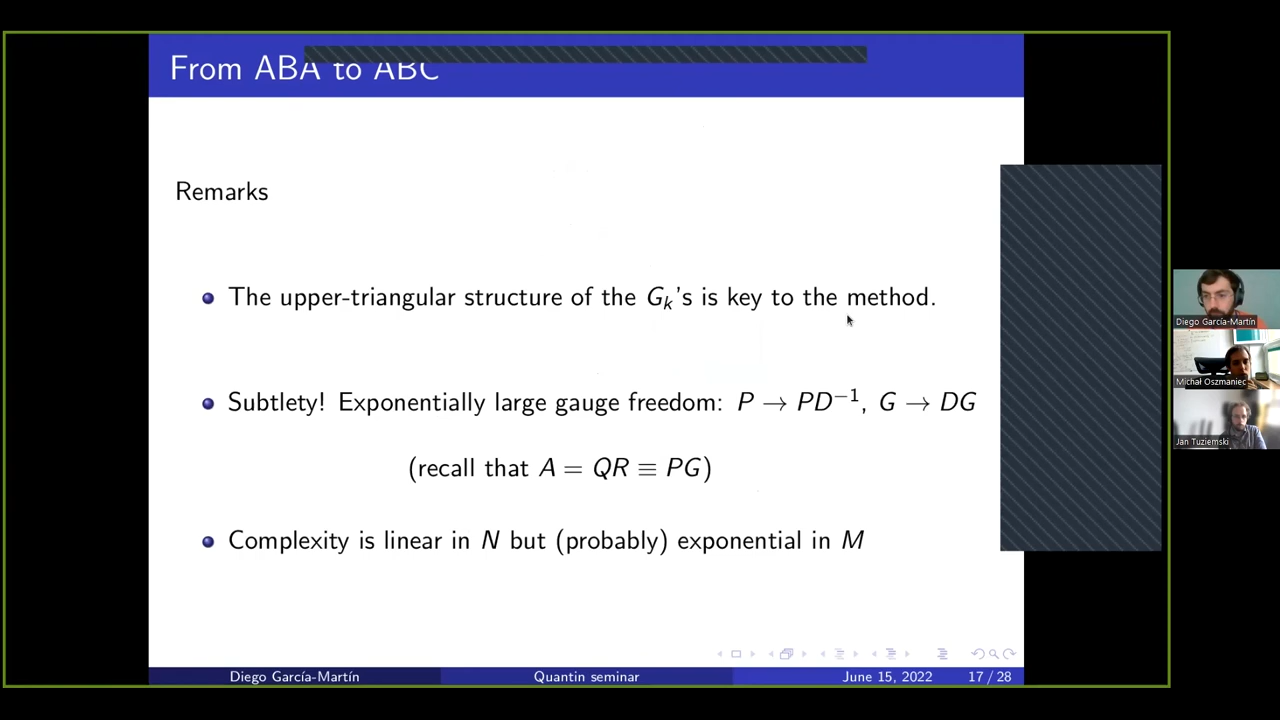 From ABA to ABC
Remarks
The upper-triangular structure of the G_k's is key to the method.
Subtlety! Exponentially large gauge freedom: P → PD^{-1}, G → DG
(recall that A = QR ≡ PG)
Complexity is linear in N but (probably) exponential in M
Diego García-Martín
Quantin seminar
June 15, 2022
17 / 28
Diego García-Martín
Michał Oszmaniec
Jan Tuziemski